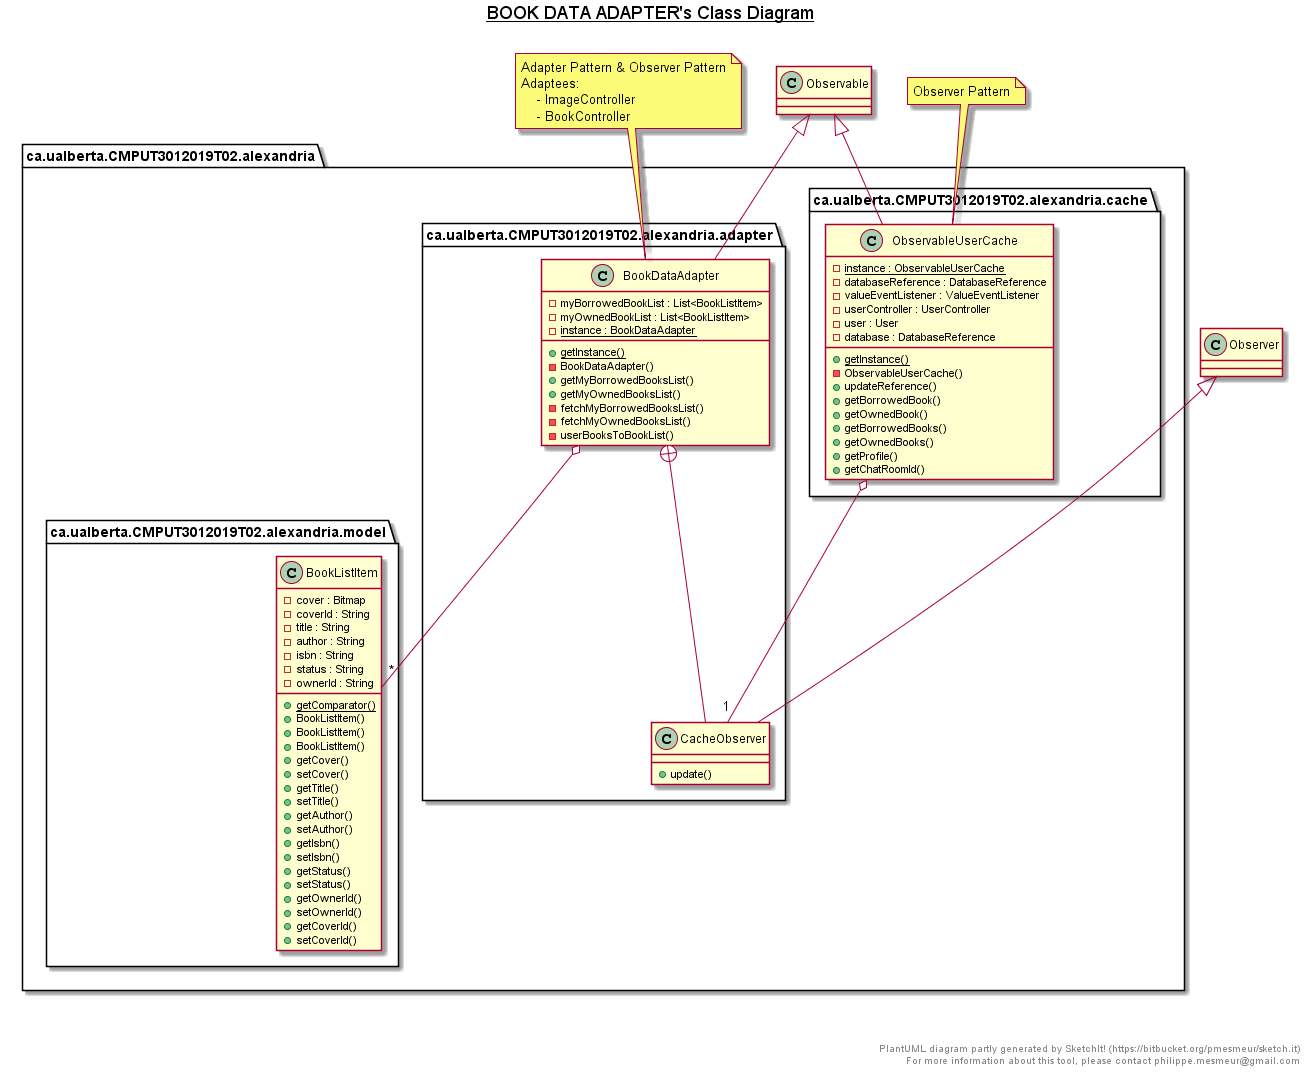 BOOK DATA ADAPTER's Class Diagram
Adapter Pattern & Observer Pattern
Adaptees:
- ImageController
- BookController
C Observable
Observer Pattern
ca.ualberta.CMPUT3012019T02.alexandria
ca.ualberta.CMPUT3012019T02.alexandria.cache
C ObservableUserCache
instance : ObservableUserCache
databaseReference : DatabaseReference
valueEventListener : ValueEventListener
userController : UserController
user : User
database : DatabaseReference
getInstance()
ObservableUserCache()
updateReference()
getBorrowedBook()
getOwnedBook()
getBorrowedBooks()
getOwnedBooks()
getProfile()
getChatRoomId()
ca.ualberta.CMPUT3012019T02.alexandria.adapter
C BookDataAdapter
myBorrowedBookList : List<BookListItem>
myOwnedBookList : List<BookListItem>
instance : BookDataAdapter
getInstance()
BookDataAdapter()
getMyBorrowedBooksList()
getMyOwnedBooksList()
fetchMyBorrowedBooksList()
fetchMyOwnedBooksList()
userBooksToBookList()
C Observer
ca.ualberta.CMPUT3012019T02.alexandria.model
C BookListItem
cover : Bitmap
coverId : String
title : String
author : String
isbn : String
status : String
ownerId : String
getComparator()
BookListItem()
BookListItem()
BookListItem()
getCover()
setCover()
getTitle()
setTitle()
getAuthor()
setAuthor()
getIsbn()
setIsbn()
getStatus()
setStatus()
getOwnerId()
setOwnerId()
getCoverId()
setCoverId()
*
1
C CacheObserver
update()
PlantUML diagram partly generated by SketchIt! (https://bitbucket.org/pmesmeur/sketch.it)
For more information about this tool, please contact philippe.mesmeur@gmail.com